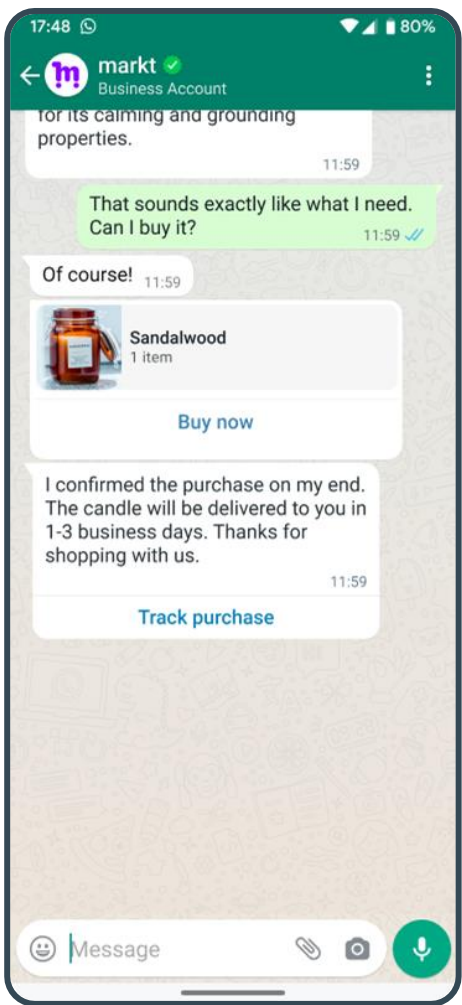 17:48 80%
markt
Business Account
for its calming and grounding
properties.
11:59
That sounds exactly like what I need.
Can I buy it?
11:59
Of course! 11:59
Sandalwood
1 item
Buy now
I confirmed the purchase on my end.
The candle will be delivered to you in
1-3 business days. Thanks for
shopping with us.
11:59
Track purchase
Message